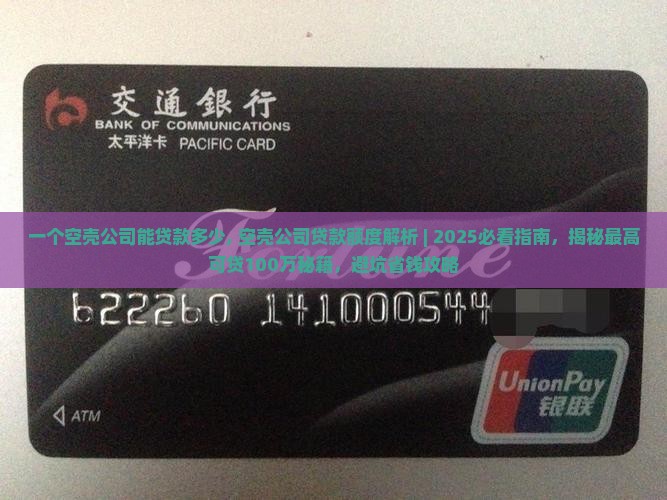 交通銀行
BANK OF COMMUNICATIONS
太平洋卡 PACIFIC CARD
一个空壳公司能贷款多少, 空壳公司贷款额度解析 | 2025必看指南，揭秘最高
可贷100万秘籍，避坑省钱攻略
622260 141000544
UnionPay
银联
ATM